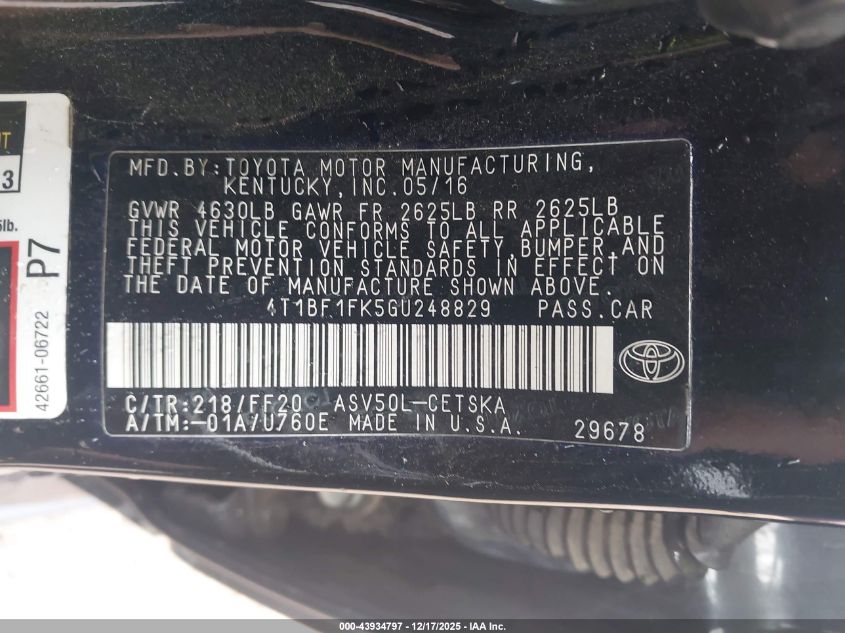 MFD.BY:TOYOTA MOTOR MANUFACTURING,
KENTUCKY,INC.05/16
GVWR 4630LB GAWR FR 2625LB RR 2625LB
THIS VEHICLE CONFORMS TO ALL APPLICABLE
FEDERAL MOTOR VEHICLE SAFETY,BUMPER,AND
THEFT PREVENTION STANDARDS IN EFFECT ON
THE DATE OF MANUFACTURE SHOWN ABOVE.
4T1BF1FK5GU248829 PASS.CAR
C/TR:218/FF20 ASV50L-CETSKA
A/TM:-01A/U760E MADE IN U.S.A. 29678
3
lb.
P7
42661-06722
000-43934797 - 12/17/2025 - IAA Inc.